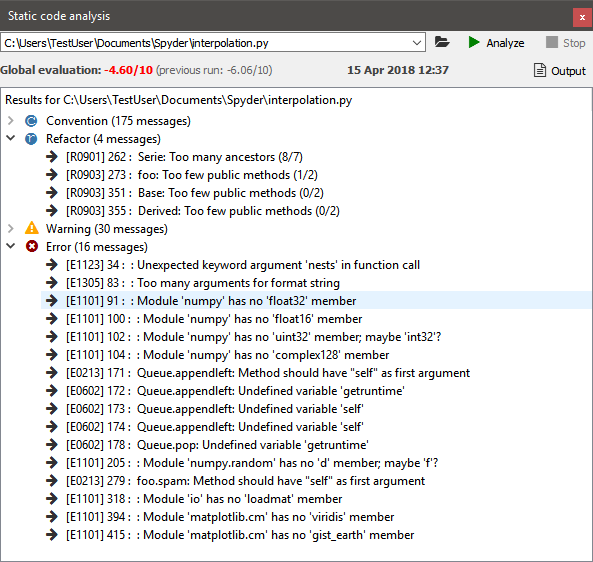 Static code analysis
C:\Users\TestUser\Documents\Spyder\interpolation.py Analyze Stop
Global evaluation: -4.60/10 (previous run: -6.06/10) 15 Apr 2018 12:37 Output
Results for C:\Users\TestUser\Documents\Spyder\interpolation.py
C Convention (175 messages)
r Refactor (4 messages)
[R0901] 262 : Serie: Too many ancestors (8/7)
[R0903] 273 : foo: Too few public methods (1/2)
[R0903] 351 : Base: Too few public methods (0/2)
[R0903] 355 : Derived: Too few public methods (0/2)
Warning (30 messages)
Error (16 messages)
[E1123] 34 : : Unexpected keyword argument 'nests' in function call
[E1305] 83 : : Too many arguments for format string
[E1101] 91 : : Module 'numpy' has no 'float32' member
[E1101] 100 : : Module 'numpy' has no 'float16' member
[E1101] 102 : : Module 'numpy' has no 'uint32' member; maybe 'int32'?
[E1101] 104 : : Module 'numpy' has no 'complex128' member
[E0213] 171 : Queue.appendleft: Method should have "self" as first argument
[E0602] 172 : Queue.appendleft: Undefined variable 'getruntime'
[E0602] 173 : Queue.appendleft: Undefined variable 'self'
[E0602] 174 : Queue.appendleft: Undefined variable 'self'
[E0602] 178 : Queue.pop: Undefined variable 'getruntime'
[E1101] 205 : : Module 'numpy.random' has no 'd' member; maybe 'f'?
[E0213] 279 : foo.spam: Method should have "self" as first argument
[E1101] 318 : : Module 'io' has no 'loadmat' member
[E1101] 394 : : Module 'matplotlib.cm' has no 'viridis' member
[E1101] 415 : : Module 'matplotlib.cm' has no 'gist_earth' member